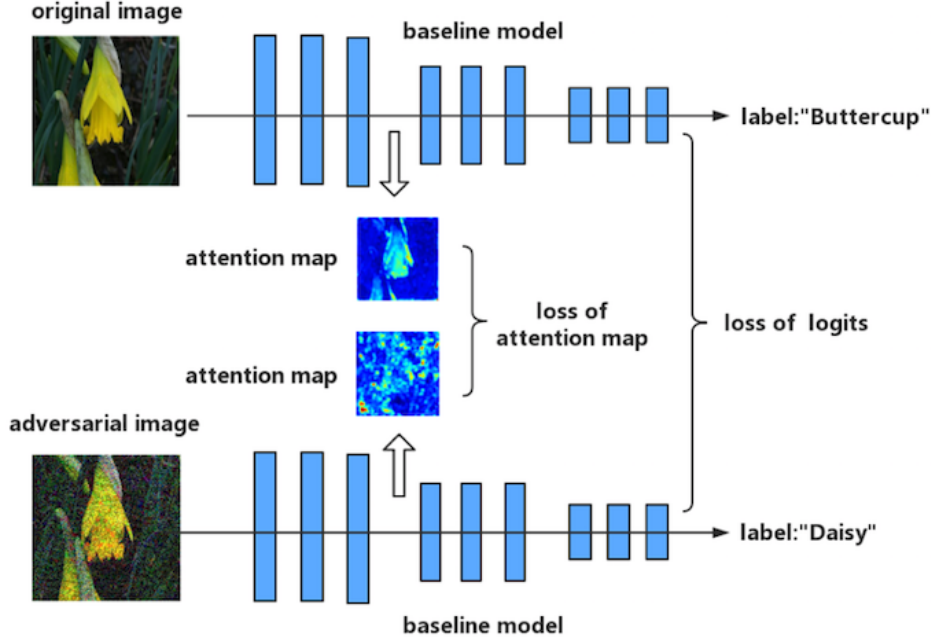 original image
baseline model
label:"Buttercup"
attention map
loss of
attention map
loss of logits
attention map
adversarial image
label:"Daisy"
baseline model